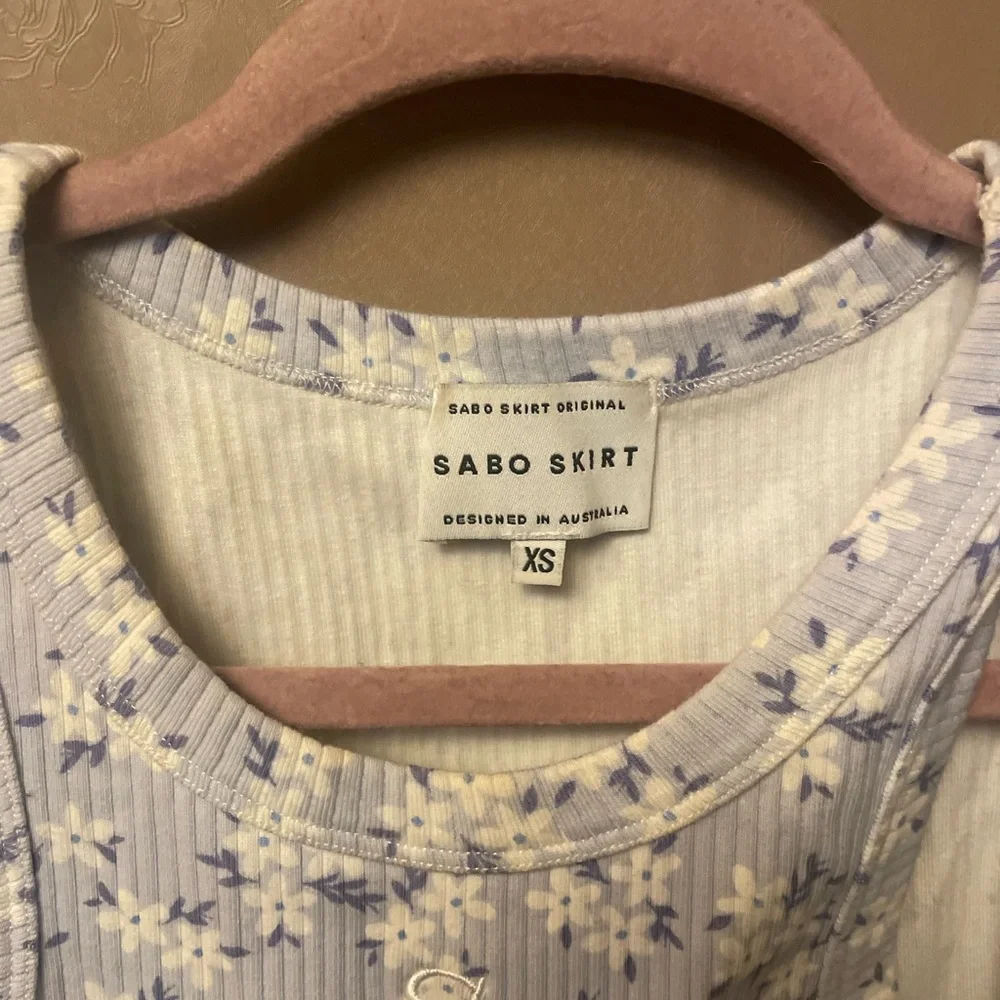 SABO SKIRT ORIGINAL
SABO SKIRT
DESIGNED IN AUSTRALIA
XS
S